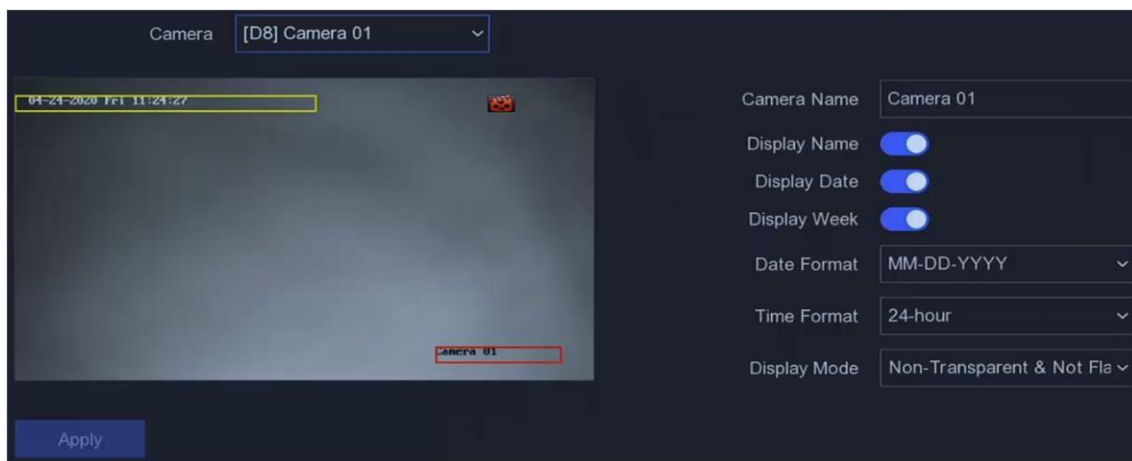 Camera [D8] Camera 01
04-24-2020 Fri 11:24:27
Camera Name Camera 01
Display Name
Display Date
Display Week
Date Format MM-DD-YYYY
Time Format 24-hour
Camera 01
Display Mode Non-Transparent & Not Fla
Apply